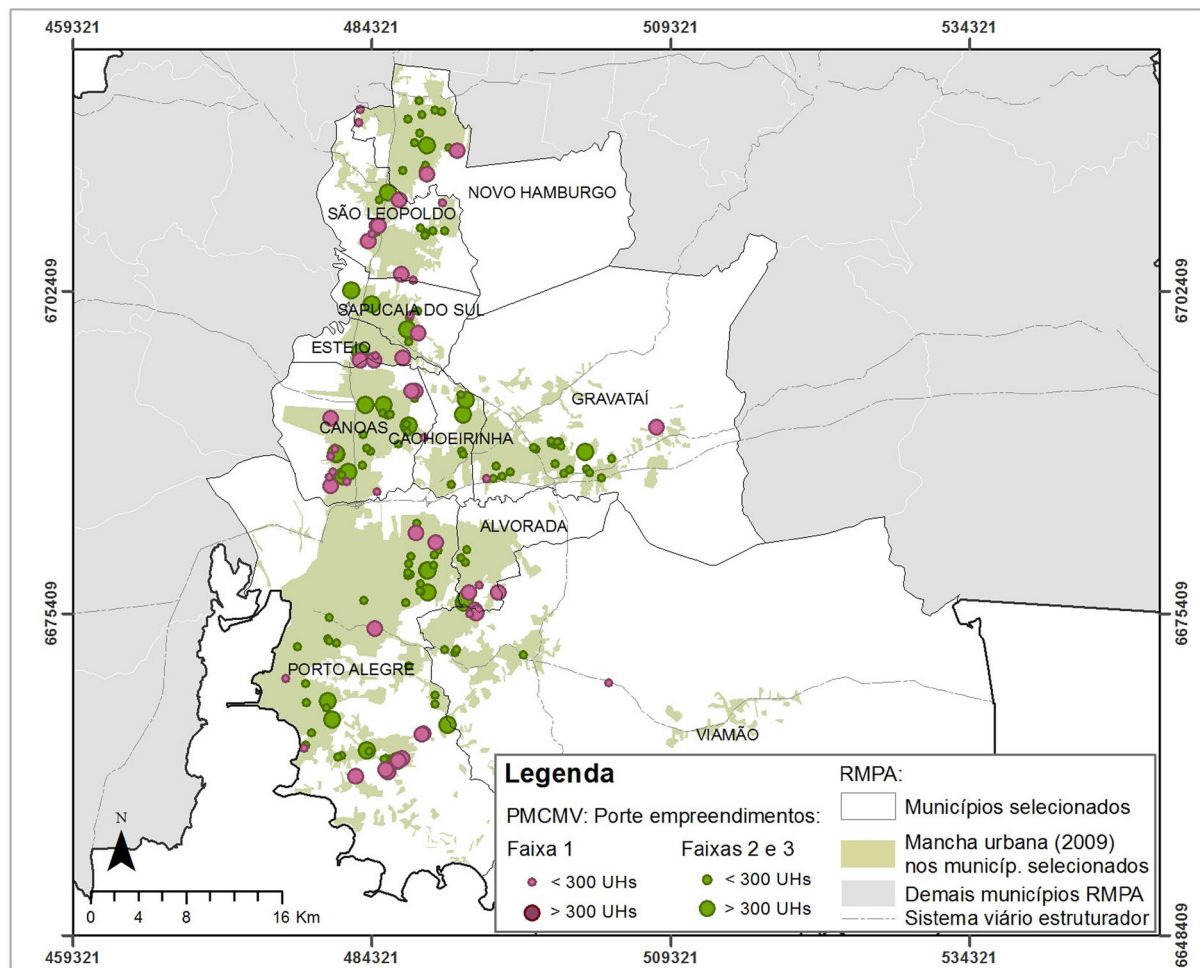 459321 484321 509321 534321
NOVO HAMBURGO
SÃO LEOPOLDO
6702409 6702409
SAPUCAIA DO SUL
ESTEIO
GRAVATAÍ
CANOAS
CACHOEIRINHA
ALVORADA
6675409 6675409
PORTO ALEGRE
VIAMÃO
Legenda
PMCMV: Porte empreendimentos:
Faixa 1 Faixas 2 e 3
< 300 UHs < 300 UHs
> 300 UHs > 300 UHs
RMPA:
Municípios selecionados
Mancha urbana (2009)
nos municíp. selecionados
Demais municípios RMPA
Sistema viário estruturador
N
0 4 8 16 Km
6648409
459321 484321 509321 534321